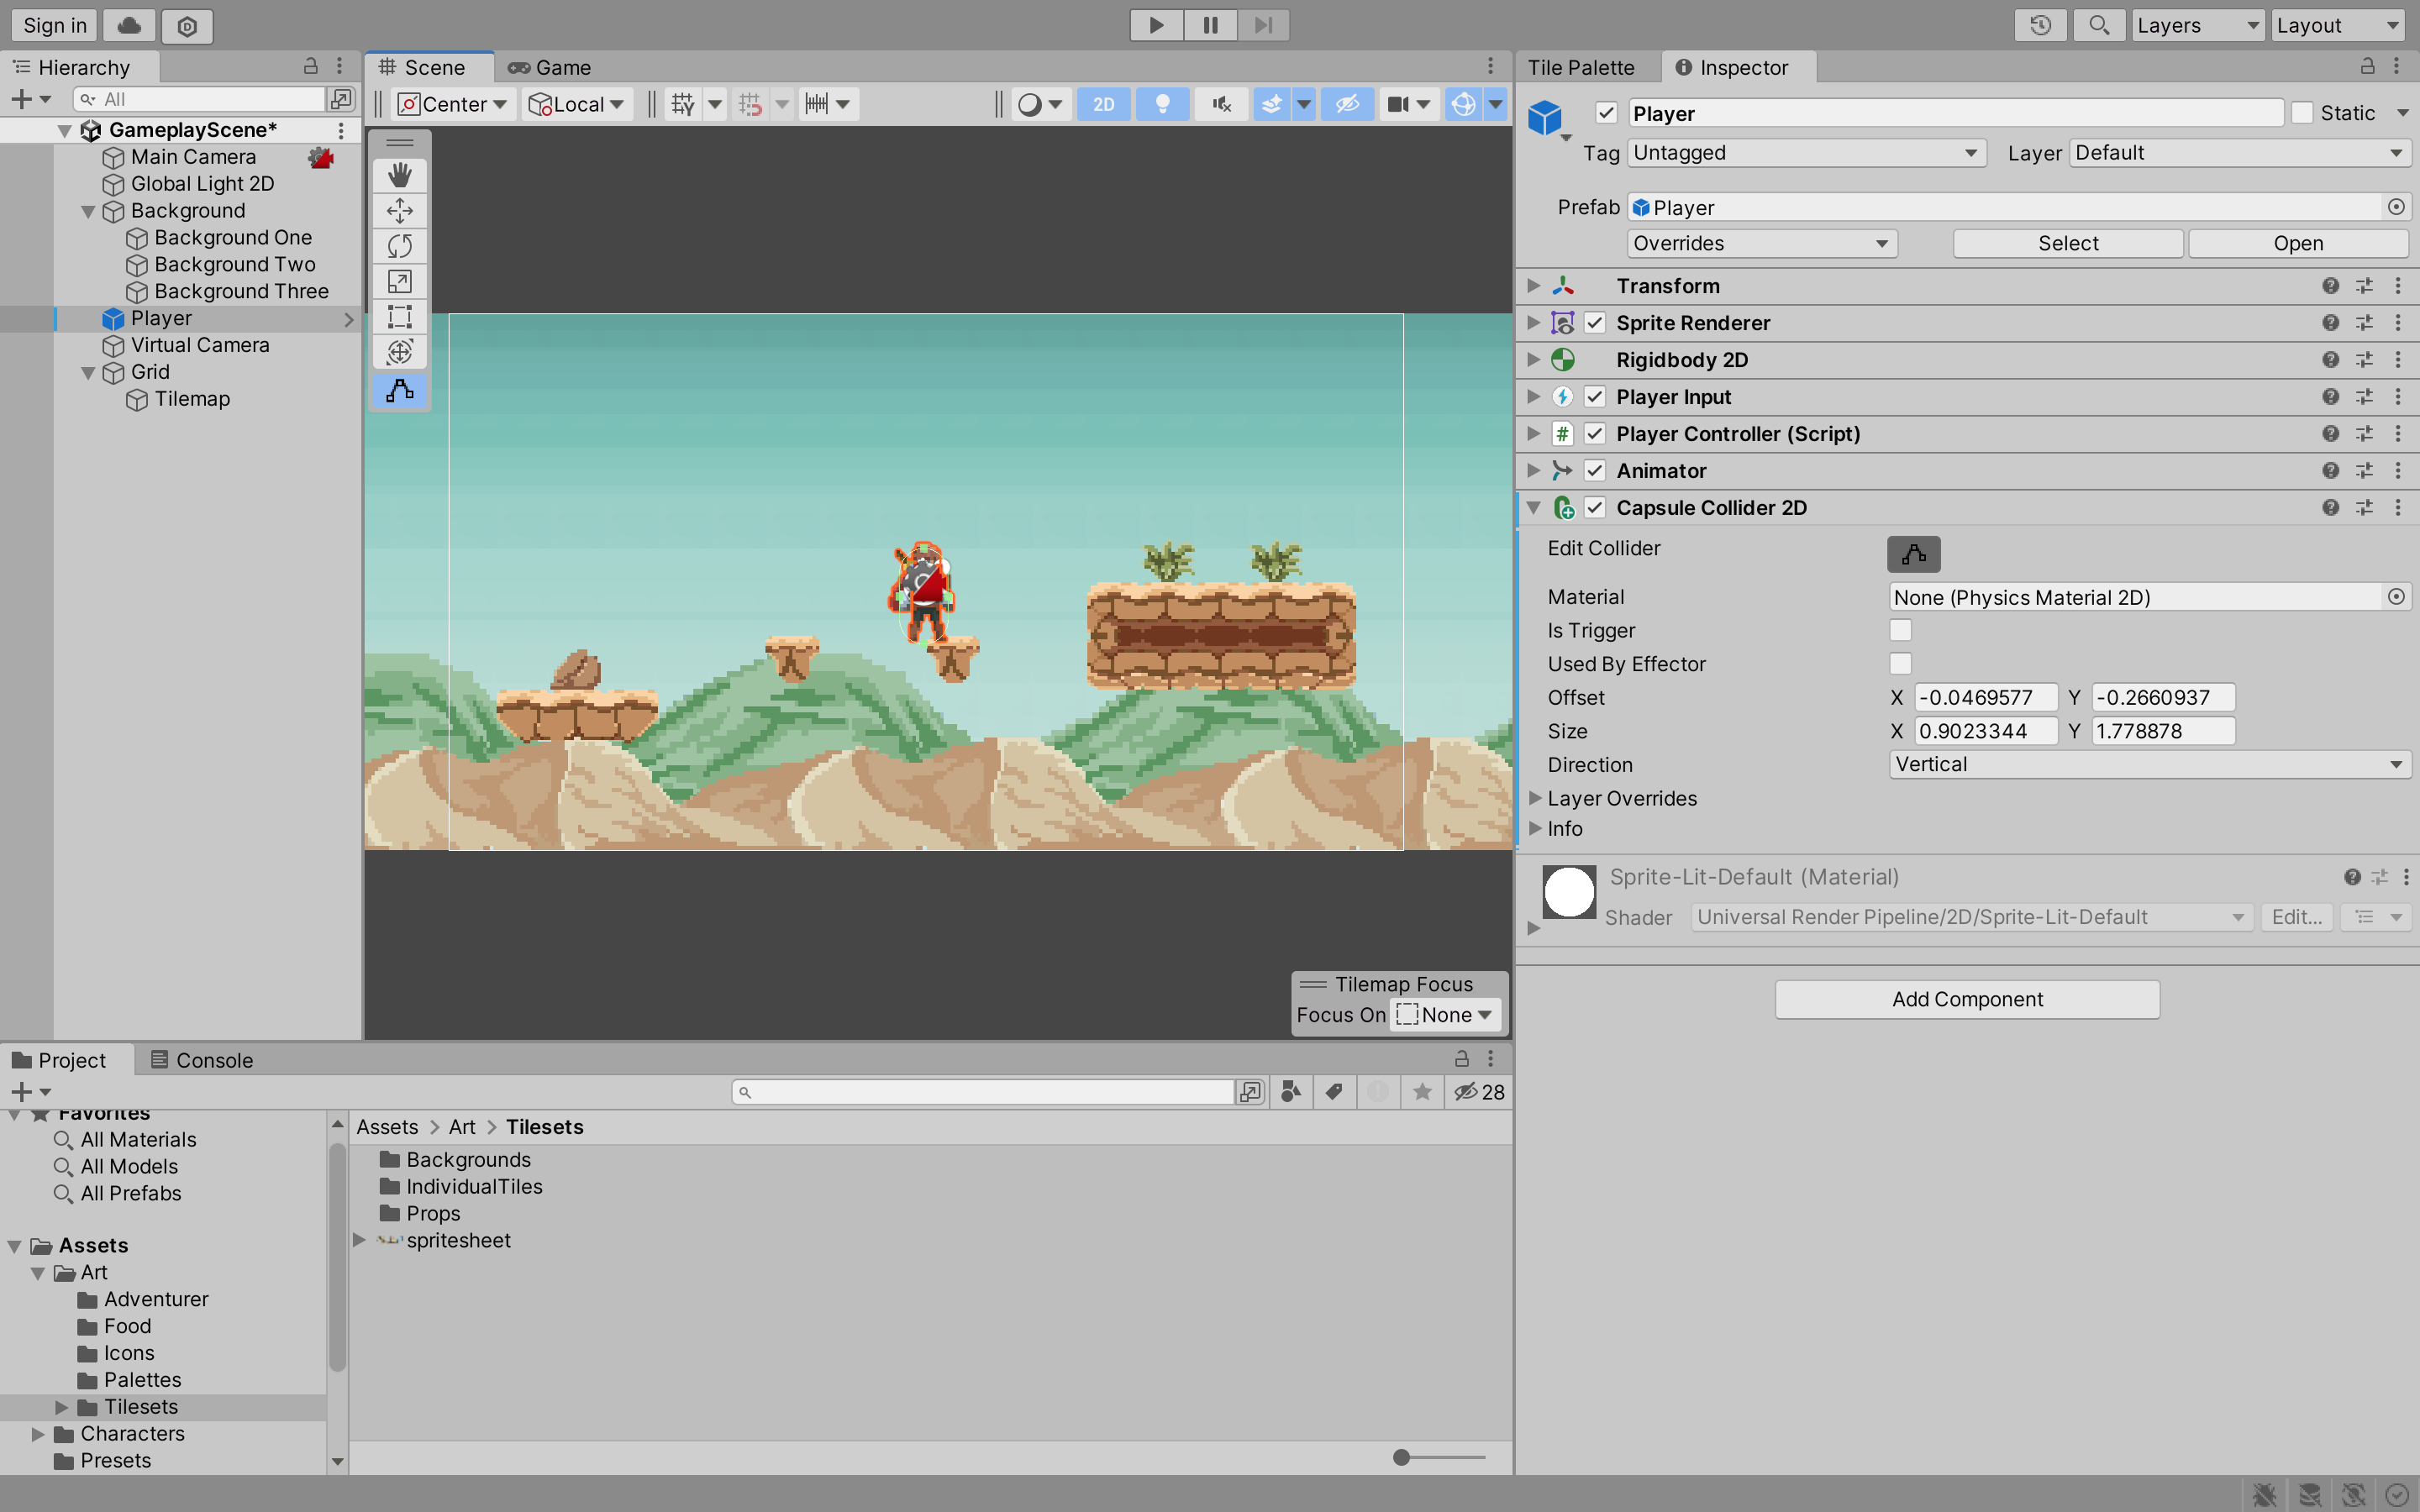 Sign in
Layers
Layout
Hierarchy
All
GameplayScene*
Main Camera
Global Light 2D
Background
Background One
Background Two
Background Three
Player
Virtual Camera
Grid
Tilemap
Scene
Game
Center
Local
2D
Tilemap Focus
Focus On None
Tile Palette
Inspector
Player
Static
Tag Untagged
Layer Default
Prefab Player
Overrides
Select
Open
Transform
Sprite Renderer
Rigidbody 2D
Player Input
# Player Controller (Script)
Animator
Capsule Collider 2D
Edit Collider
Material None (Physics Material 2D)
Is Trigger
Used By Effector
Offset X -0.0469577 Y -0.2660937
Size X 0.9023344 Y 1.778878
Direction Vertical
Layer Overrides
Info
Sprite-Lit-Default (Material)
Shader Universal Render Pipeline/2D/Sprite-Lit-Default Edit...
Add Component
Project
Console
28
Favorites
All Materials
All Models
All Prefabs
Assets
Art
Adventurer
Food
Icons
Palettes
Tilesets
Characters
Presets
Assets > Art > Tilesets
Backgrounds
IndividualTiles
Props
spritesheet